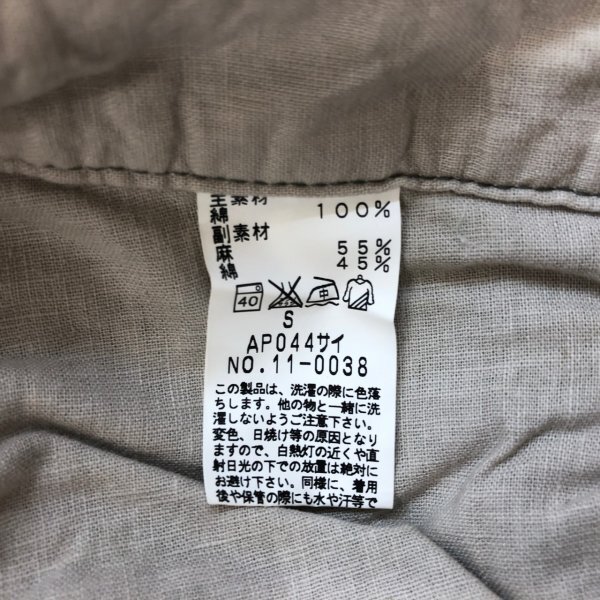 主素材
綿 100%
副素材
麻 55%
綿 45%
40 中
S
AP044サイ
NO.11-0038
この製品は、洗濯の際に色落
ちします。他の物と一緒に洗
濯しないようご注意下さい。
変色、日焼け等の原因となり
ますので、白熱灯の近くや直
射日光の下での放置は絶対に
お避け下さい。同様に、着用
後や保管の際にも水や汗等で